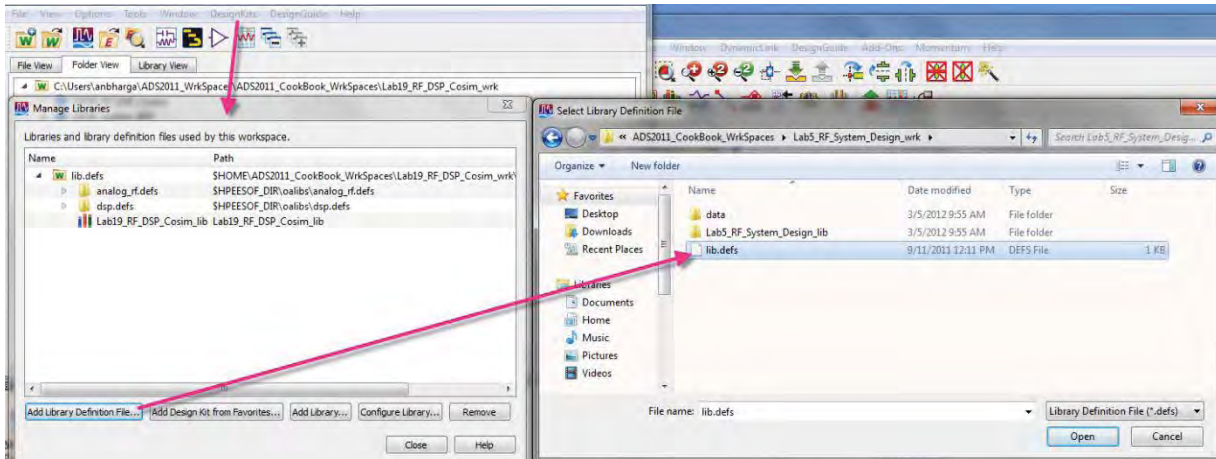 File View Options Tools Window DesignKits DesignGuide Help
File View Folder View Library View
C:\Users\anbharga\ADS2011_WrkSpaces\ADS2011_CookBook_WrkSpaces\Lab19_RF_DSP_Cosim_wrk
Manage Libraries
Libraries and library definition files used by this workspace.
Name Path
lib.defs $HOME\ADS2011_CookBook_WrkSpaces\Lab19_RF_DSP_Cosim_wrk\
analog_rf.defs $HPEESOF_DIR\oalibs\analog_rf.defs
dsp.defs $HPEESOF_DIR\oalibs\dsp.defs
Lab19_RF_DSP_Cosim_lib Lab19_RF_DSP_Cosim_lib
Add Library Definition File... Add Design Kit from Favorites... Add Library... Configure Library... Remove
Close Help
Window DynamicLink DesignGuide Add-Ons Momentum Help
Select Library Definition File
« ADS2011_CookBook_WrkSpaces Lab5_RF_System_Design_wrk
Search Lab5_RF_System_Desig...
Organize New folder
Favorites
Desktop
Downloads
Recent Places
Libraries
Documents
Home
Music
Pictures
Videos
Name Date modified Type Size
data 3/5/2012 9:55 AM File folder
Lab5_RF_System_Design_lib 3/5/2012 9:55 AM File folder
lib.defs 9/11/2011 12:11 PM DEFS File 1 KB
File name: lib.defs Library Definition File (*.defs)
Open Cancel